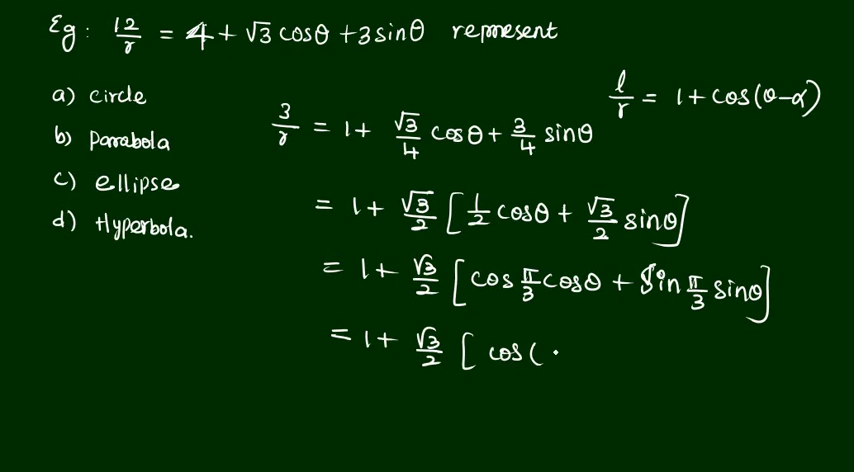 Eg: 12/r = 4 + √3 cosθ + 3 sinθ represent
a) circle
b) Parabola
c) ellipse
d) Hyperbola.
l/r = 1 + cos(θ-α)
3/r = 1 + √3/4 cosθ + 3/4 sinθ
= 1 + √3/2 [1/2 cosθ + √3/2 sinθ]
= 1 + √3/2 [cos π/3 cosθ + Sin π/3 sinθ]
= 1 + √3/2 [ cos( .